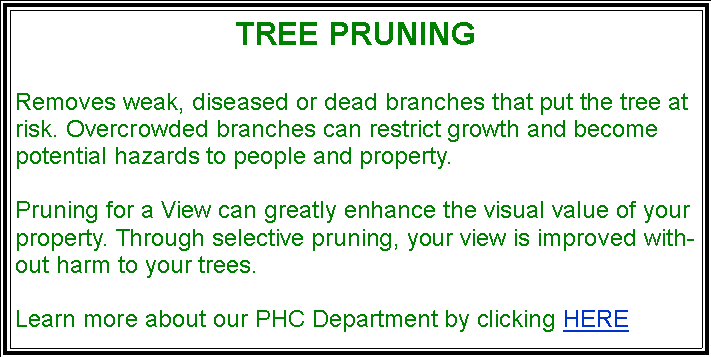 TREE PRUNING
Removes weak, diseased or dead branches that put the tree at
risk. Overcrowded branches can restrict growth and become
potential hazards to people and property.
Pruning for a View can greatly enhance the visual value of your
property. Through selective pruning, your view is improved with-
out harm to your trees.
Learn more about our PHC Department by clicking HERE